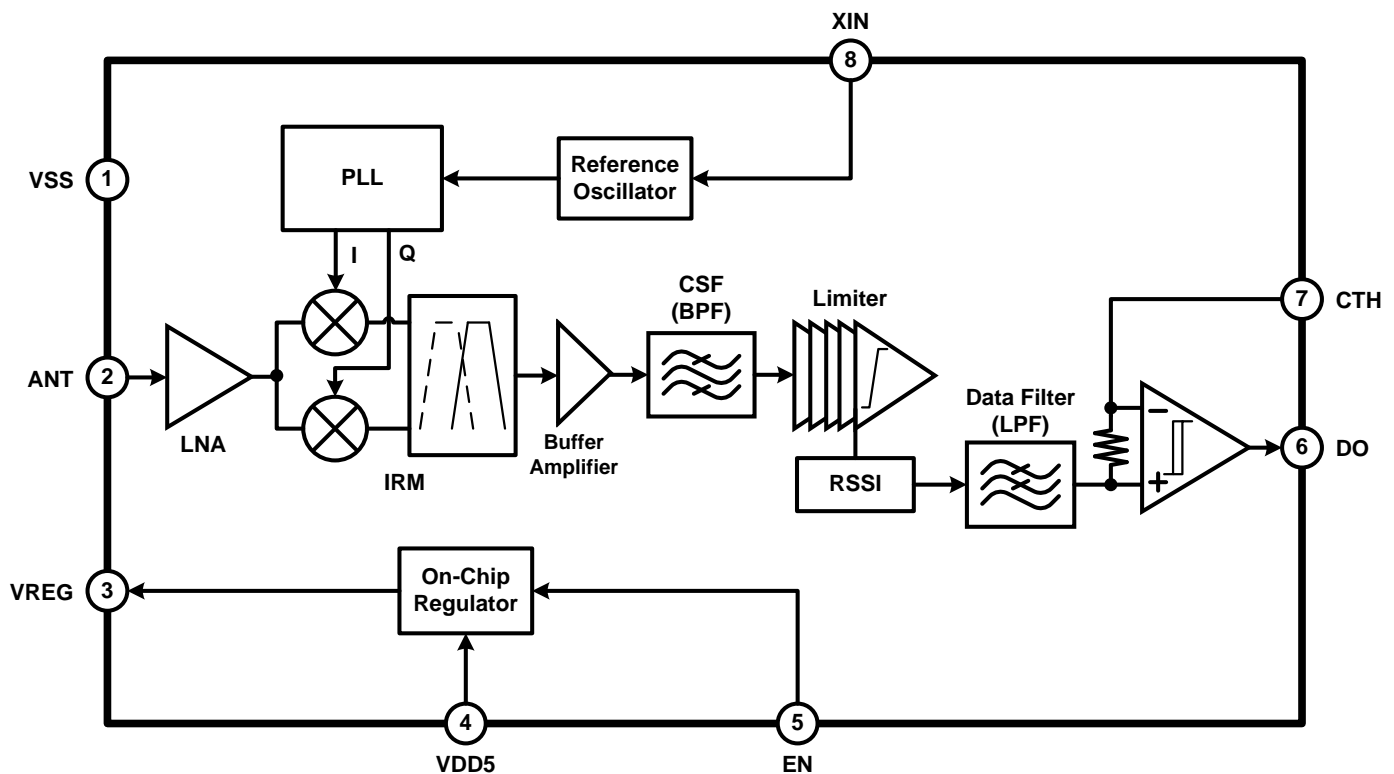 XIN
8
VSS
1
PLL
Reference
Oscillator
I
Q
CSF
(BPF)
Limiter
7
CTH
ANT
2
LNA
IRM
Buffer
Amplifier
Data Filter
(LPF)
−
+
6
DO
RSSI
VREG
3
On-Chip
Regulator
4
VDD5
5
EN